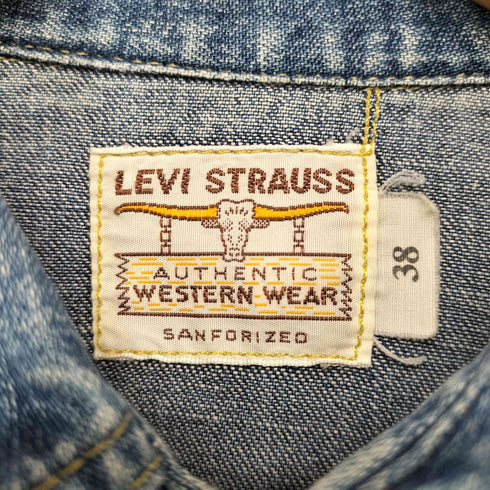 LEVI STRAUSS
AUTHENTIC
WESTERN WEAR
SANFORIZED
38